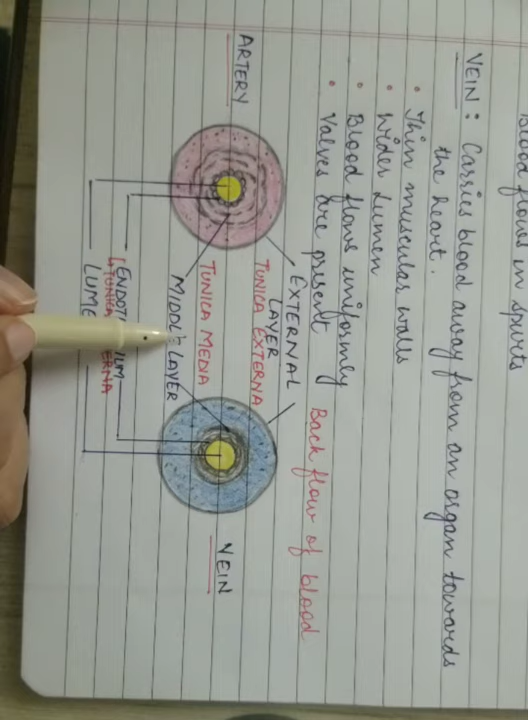 Blood flows in spurts
VEIN: Carries blood away from an organ towards
the heart.
• Thin muscular walls
• Wider lumen
• Blood flows uniformly
• Valves are present Back flow of blood
ARTERY
EXTERNAL
LAYER
TUNICA EXTERNA
TUNICA MEDIA
MIDDLE LAYER
VEIN